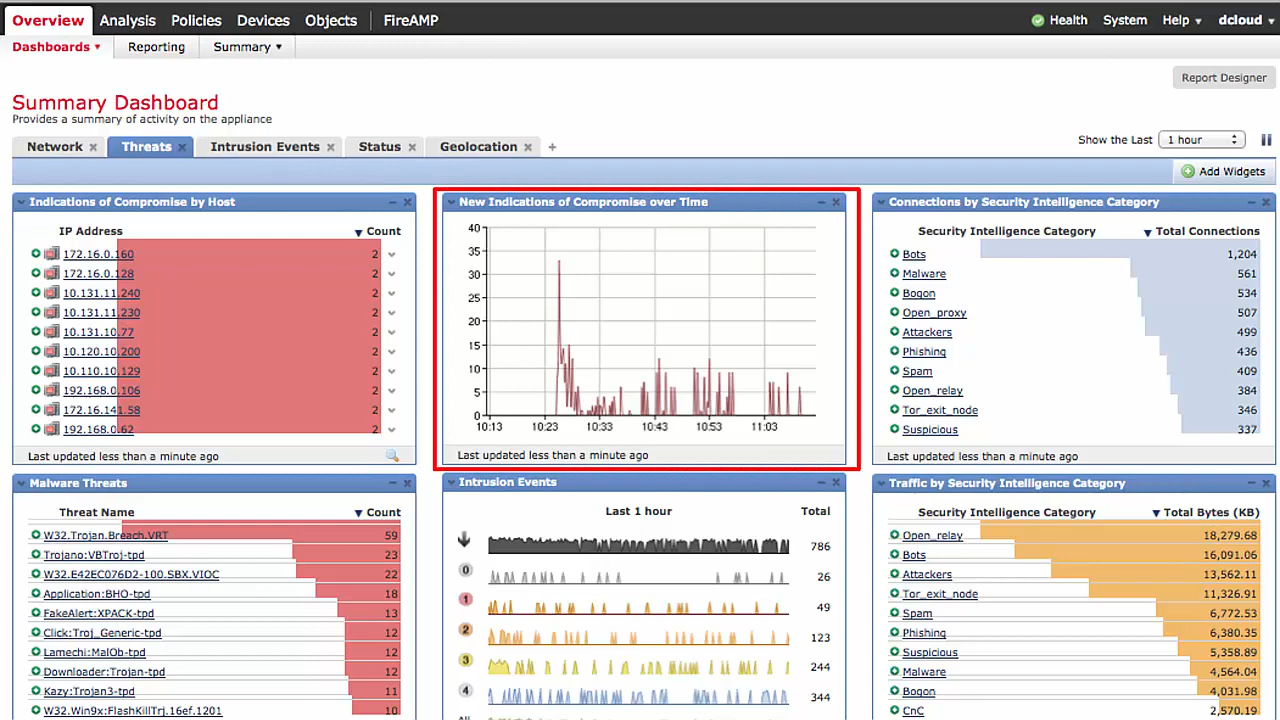 Overview Analysis Policies Devices Objects FireAMP Health System Help dcloud
Dashboards Reporting Summary
Report Designer
Summary Dashboard
Provides a summary of activity on the appliance
Network Threats Intrusion Events Status Geolocation + Show the Last 1 hour
Add Widgets
Indications of Compromise by Host
IP Address Count
172.16.0.160 2
172.16.0.128 2
10.131.11.240 2
10.131.11.230 2
10.131.10.77 2
10.120.10.200 2
10.110.10.129 2
192.168.0.106 2
172.16.141.58 2
192.168.0.62 2
Last updated less than a minute ago
New Indications of Compromise over Time
40
35
30
25
20
15
10
5
0
10:13 10:23 10:33 10:43 10:53 11:03
Last updated less than a minute ago
Connections by Security Intelligence Category
Security Intelligence Category Total Connections
Bots 1,204
Malware 561
Bogon 534
Open_proxy 507
Attackers 499
Phishing 436
Spam 409
Open_relay 384
Tor_exit_node 346
Suspicious 337
Last updated less than a minute ago
Malware Threats
Threat Name Count
W32.Trojan.Breach.VRT 59
Trojano:VBTroj-tpd 23
W32.E42EC076D2-100.SBX.VIOC 22
Application:BHO-tpd 18
FakeAlert:XPACK-tpd 13
Click:Troj_Generic-tpd 12
Lamechi:MalOb-tpd 12
Downloader:Trojan-tpd 12
Kazy:Trojan3-tpd 11
W32.Win9x:FlashKillTrj.16ef.1201 10
Intrusion Events
Last 1 hour Total
786
0 26
1 49
2 123
3 244
4 344
All
Traffic by Security Intelligence Category
Security Intelligence Category Total Bytes (KB)
Open_relay 18,279.68
Bots 16,091.06
Attackers 13,562.11
Tor_exit_node 11,326.91
Spam 6,772.53
Phishing 6,380.35
Suspicious 5,358.89
Malware 4,564.04
Bogon 4,031.98
CnC 2,570.19